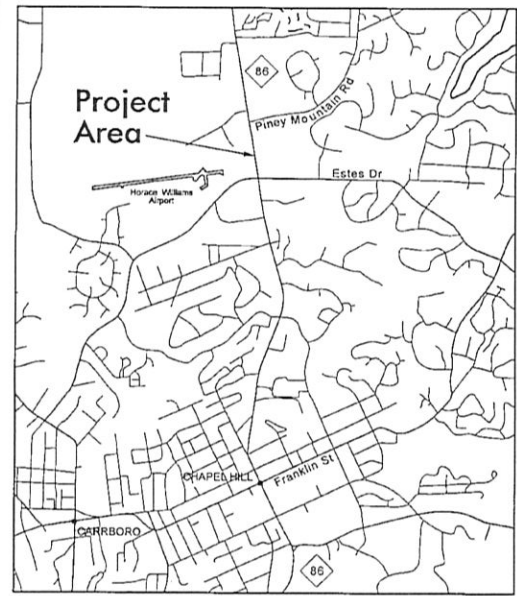 86
Project
Area
Piney Mountain Rd
Estes Dr
Horace Williams
Airport
CHAPEL HILL
Franklin St
CARRBORO
86